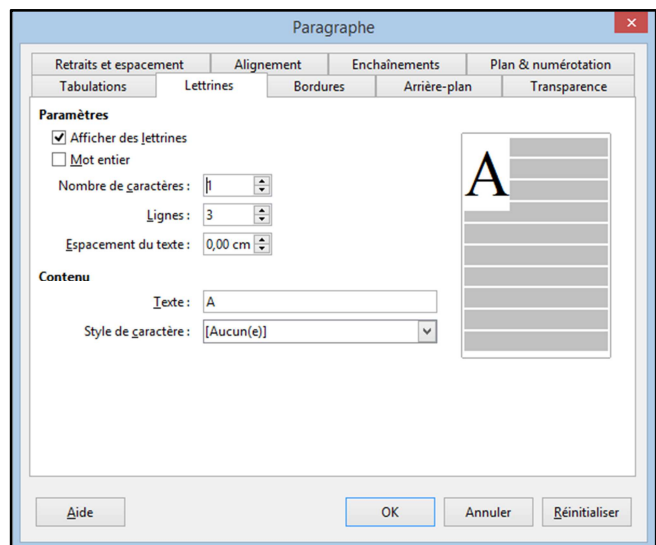 Paragraphe
Retraits et espacement Alignement Enchaînements Plan & numérotation
Tabulations Lettrines Bordures Arrière-plan Transparence
Paramètres
Afficher des lettrines
Mot entier
Nombre de caractères : 1
Lignes : 3
Espacement du texte : 0,00 cm
A
Contenu
Texte : A
Style de caractère : [Aucun(e)]
Aide OK Annuler Réinitialiser